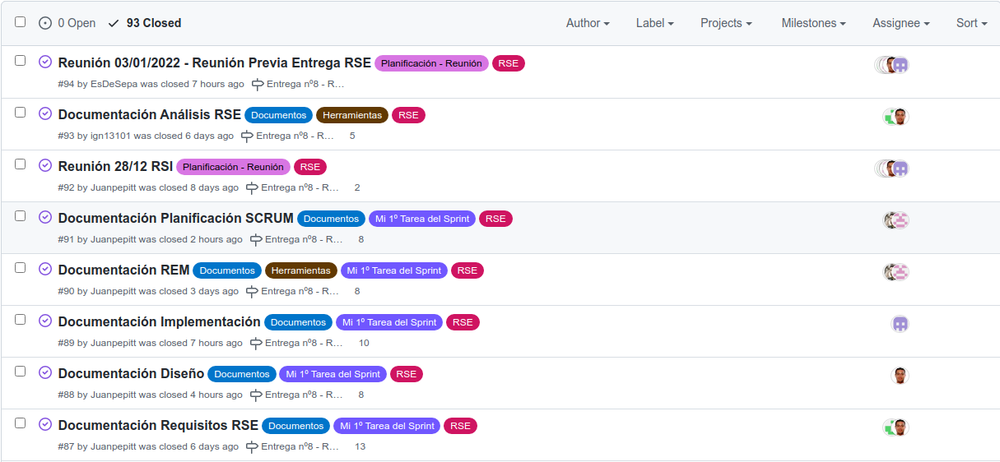 0 Open 93 Closed Author Label Projects Milestones Assignee Sort
Reunión 03/01/2022 - Reunión Previa Entrega RSE Planificación - Reunión RSE
#94 by EsDeSepa was closed 7 hours ago Entrega nº8 - R…
Documentación Análisis RSE Documentos Herramientas RSE
#93 by ign13101 was closed 6 days ago Entrega nº8 - R… 5
Reunión 28/12 RSI Planificación - Reunión RSE
#92 by Juanpepitt was closed 8 days ago Entrega nº8 - R… 2
Documentación Planificación SCRUM Documentos Mi 1º Tarea del Sprint RSE
#91 by Juanpepitt was closed 2 hours ago Entrega nº8 - R… 8
Documentación REM Documentos Herramientas Mi 1º Tarea del Sprint RSE
#90 by Juanpepitt was closed 3 days ago Entrega nº8 - R… 8
Documentación Implementación Documentos Mi 1º Tarea del Sprint RSE
#89 by Juanpepitt was closed 7 hours ago Entrega nº8 - R… 10
Documentación Diseño Documentos Mi 1º Tarea del Sprint RSE
#88 by Juanpepitt was closed 4 hours ago Entrega nº8 - R… 8
Documentación Requisitos RSE Documentos Mi 1º Tarea del Sprint RSE
#87 by Juanpepitt was closed 6 days ago Entrega nº8 - R… 13